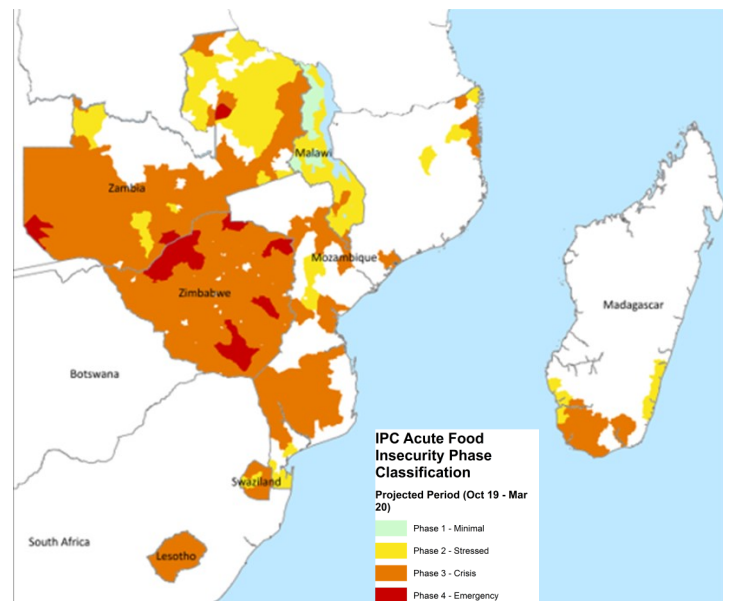 Malawi
Zambia
Mozambique
Zimbabwe
Madagascar
Botswana
IPC Acute Food
Insecurity Phase
Classification
Projected Period (Oct 19 - Mar
20)
Swaziland
Phase 1 - Minimal
South Africa
Phase 2 - Stressed
Lesotho
Phase 3 - Crisis
Phase 4 - Emergency